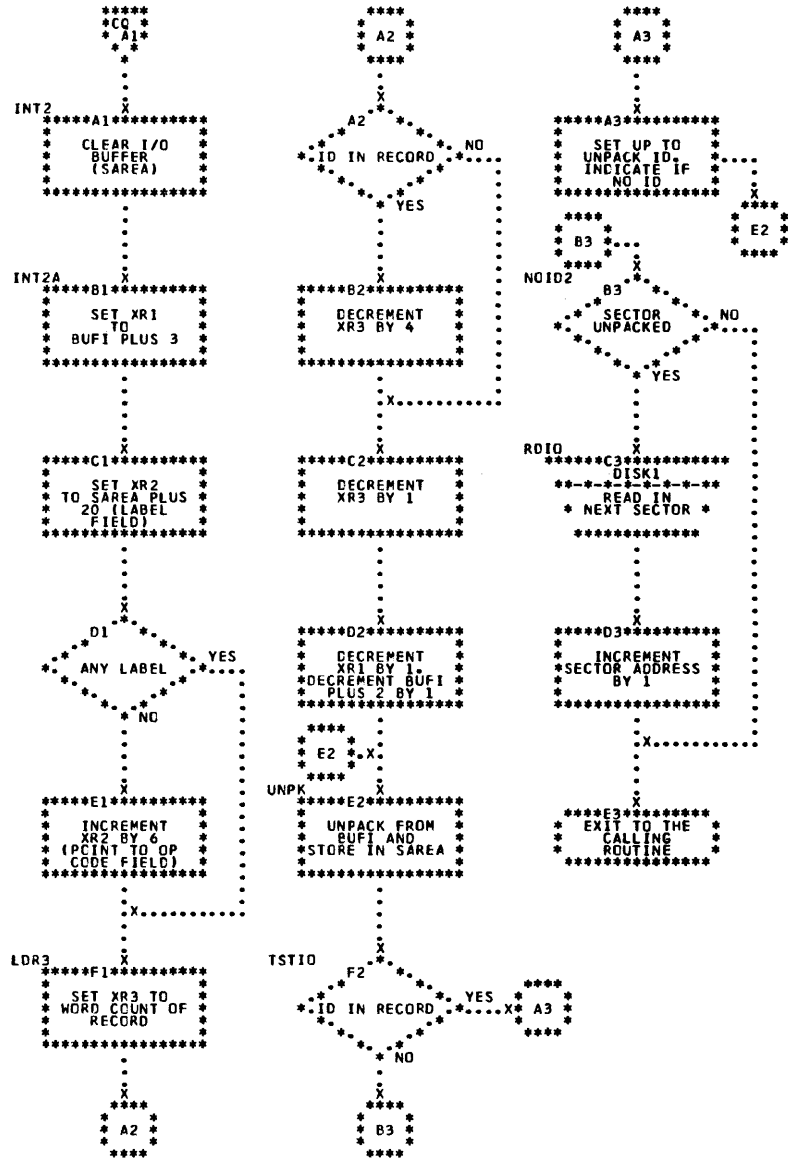 CQ
A1
INT2
A1
CLEAR I/O
BUFFER
(SAREA)
INT2A
B1
SET XR1
TO
BUFI PLUS 3
C1
SET XR2
TO SAREA PLUS
20 (LABEL
FIELD)
D1
ANY LABEL
YES
NO
E1
INCREMENT
XR2 BY 6
(POINT TO OP
CODE FIELD)
LDR3
F1
SET XR3 TO
WORD COUNT OF
RECORD
A2
A2
A2
ID IN RECORD
NO
YES
B2
DECREMENT
XR3 BY 4
C2
DECREMENT
XR3 BY 1
D2
DECREMENT
XR1 BY 1.
DECREMENT BUFI
PLUS 2 BY 1
E2
UNPK
E2
UNPACK FROM
BUFI AND
STORE IN SAREA
TSTIO
F2
ID IN RECORD
YES
A3
NO
B3
A3
A3
SET UP TO
UNPACK ID.
INDICATE IF
NO ID
E2
B3
NOID2
B3
SECTOR
UNPACKED
NO
YES
RDIO
C3
DISK1
READ IN
NEXT SECTOR
D3
INCREMENT
SECTOR ADDRESS
BY 1
E3
EXIT TO THE
CALLING
ROUTINE